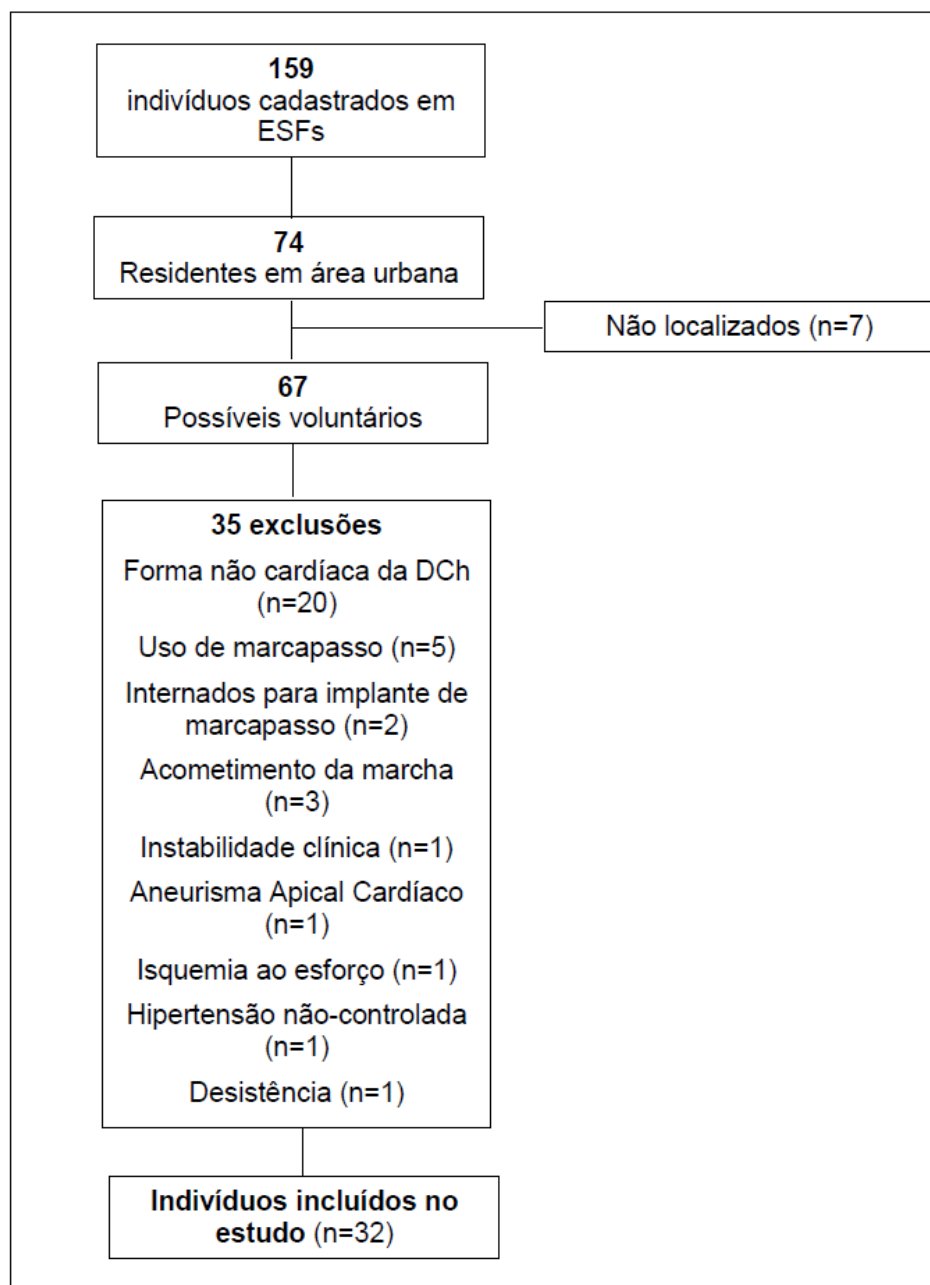 159
indivíduos cadastrados em
ESFs
74
Residentes em área urbana
Não localizados (n=7)
67
Possíveis voluntários
35 exclusões
Forma não cardíaca da DCh
(n=20)
Uso de marcapasso (n=5)
Internados para implante de
marcapasso (n=2)
Acometimento da marcha
(n=3)
Instabilidade clínica (n=1)
Aneurisma Apical Cardíaco
(n=1)
Isquemia ao esforço (n=1)
Hipertensão não-controlada
(n=1)
Desistência (n=1)
Indivíduos incluídos no
estudo (n=32)